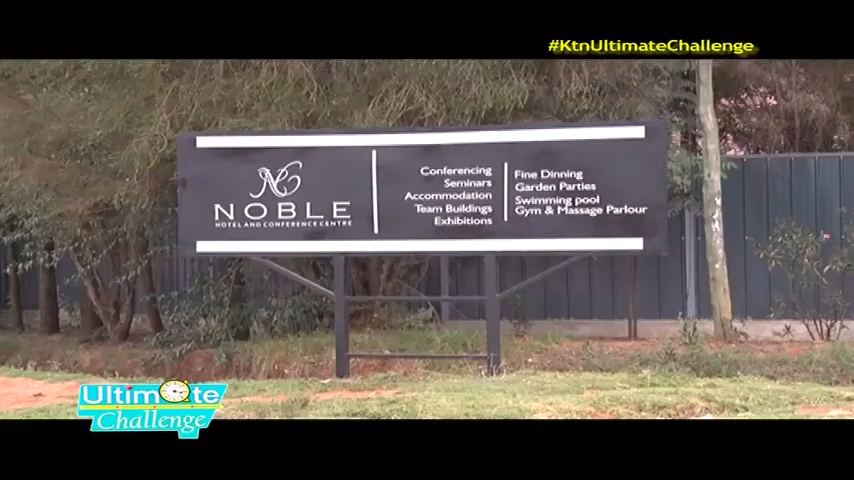 #KtnUltimateChallenge
NOBLE
HOTEL AND CONFERENCE CENTRE
Conferencing
Seminars
Accommodation
Team Buildings
Exhibitions
Fine Dinning
Garden Parties
Swimming pool
Gym & Massage Parlour
Ultimate
Challenge